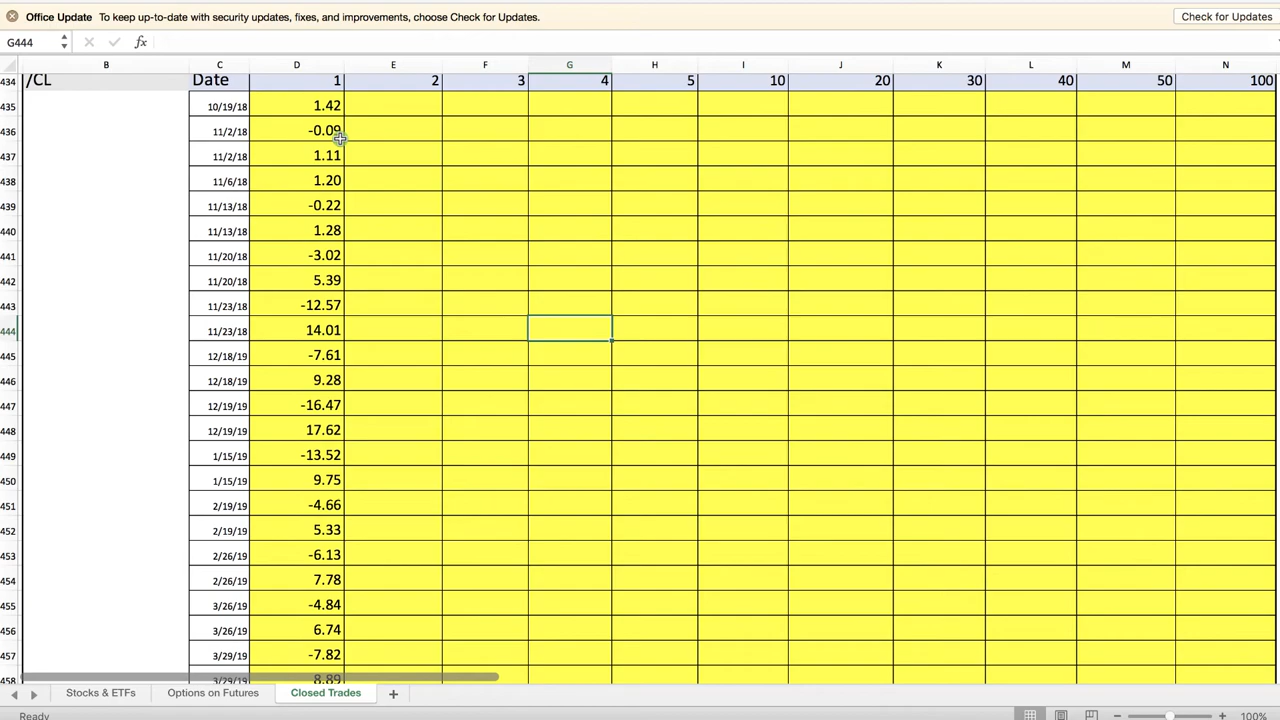 Office Update To keep up-to-date with security updates, fixes, and improvements, choose Check for Updates. Check for Updates
G444 fx
B C D E F G H I J K L M N
434 /CL Date 1 2 3 4 5 10 20 30 40 50 100
435 10/19/18 1.42
436 11/2/18 -0.09
437 11/2/18 1.11
438 11/6/18 1.20
439 11/13/18 -0.22
440 11/13/18 1.28
441 11/20/18 -3.02
442 11/20/18 5.39
443 11/23/18 -12.57
444 11/23/18 14.01
445 12/18/19 -7.61
446 12/18/19 9.28
447 12/19/19 -16.47
448 12/19/19 17.62
449 1/15/19 -13.52
450 1/15/19 9.75
451 2/19/19 -4.66
452 2/19/19 5.33
453 2/26/19 -6.13
454 2/26/19 7.78
455 3/26/19 -4.84
456 3/26/19 6.74
457 3/29/19 -7.82
458 3/29/19 8.89
Stocks & ETFs Options on Futures Closed Trades +
Ready 100%